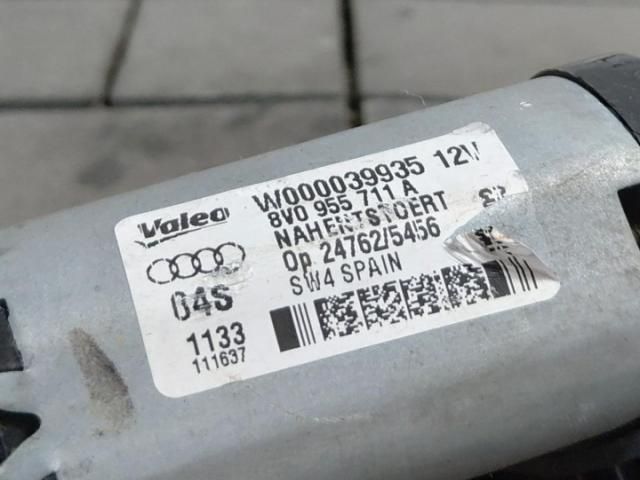 Valeo
W000039935 12V
8V0 955 711 A
NAHENTSTOERT
Op 24762/5456
SW4 SPAIN
04S
1133
111637